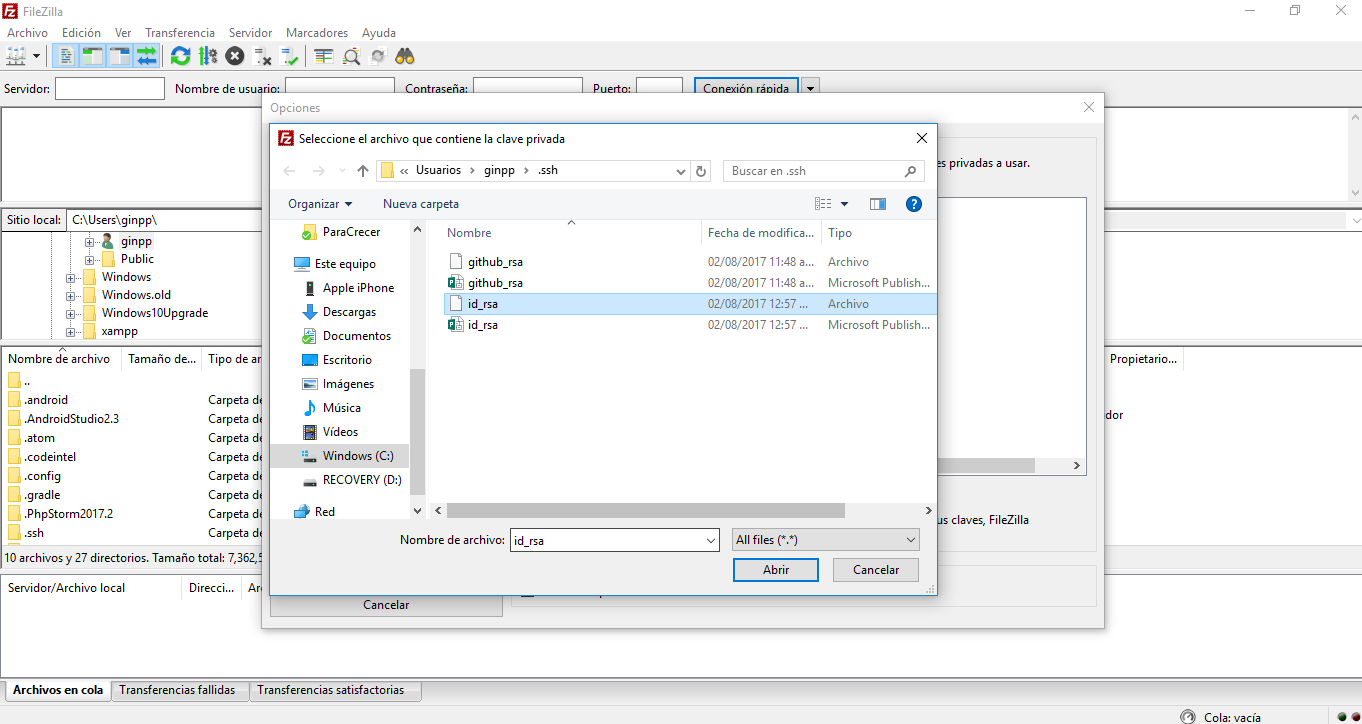 FileZilla
Archivo Edición Ver Transferencia Servidor Marcadores Ayuda
Servidor: Nombre de usuario: Contraseña: Puerto: Conexión rápida
Opciones
Seleccione el archivo que contiene la clave privada
es privadas a usar.
« Usuarios › ginpp › .ssh
Buscar en .ssh
Organizar Nueva carpeta
Sitio local: C:\Users\ginpp\
ginpp
Public
Windows
Windows.old
Windows10Upgrade
xampp
ParaCrecer
Este equipo
Apple iPhone
Descargas
Documentos
Escritorio
Imágenes
Música
Vídeos
Windows (C:)
RECOVERY (D:)
Red
Nombre Fecha de modifica... Tipo
github_rsa 02/08/2017 11:48 a... Archivo
github_rsa 02/08/2017 11:48 a... Microsoft Publish...
id_rsa 02/08/2017 12:57 ... Archivo
id_rsa 02/08/2017 12:57 ... Microsoft Publish...
Nombre de archivo Tamaño de... Tipo de ar
Propietario...
..
.android Carpeta de
.AndroidStudio2.3 Carpeta de
.atom Carpeta de
.codeintel Carpeta de
.config Carpeta de
.gradle Carpeta de
.PhpStorm2017.2 Carpeta de
.ssh Carpeta de
dor
us claves, FileZilla
Nombre de archivo: id_rsa All files (*.*)
Abrir Cancelar
10 archivos y 27 directorios. Tamaño total: 7,362,5
Servidor/Archivo local Direcci... Ar
Cancelar
Archivos en cola Transferencias fallidas Transferencias satisfactorias
Cola: vacía